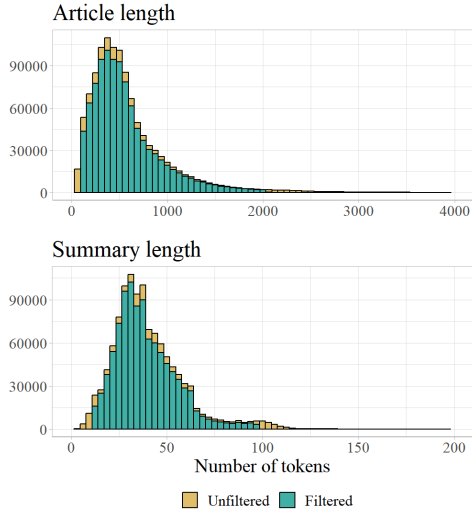 Article length
90000
60000
30000
0
0 1000 2000 3000 4000
Summary length
90000
60000
30000
0
0 50 100 150 200
Number of tokens
Unfiltered Filtered